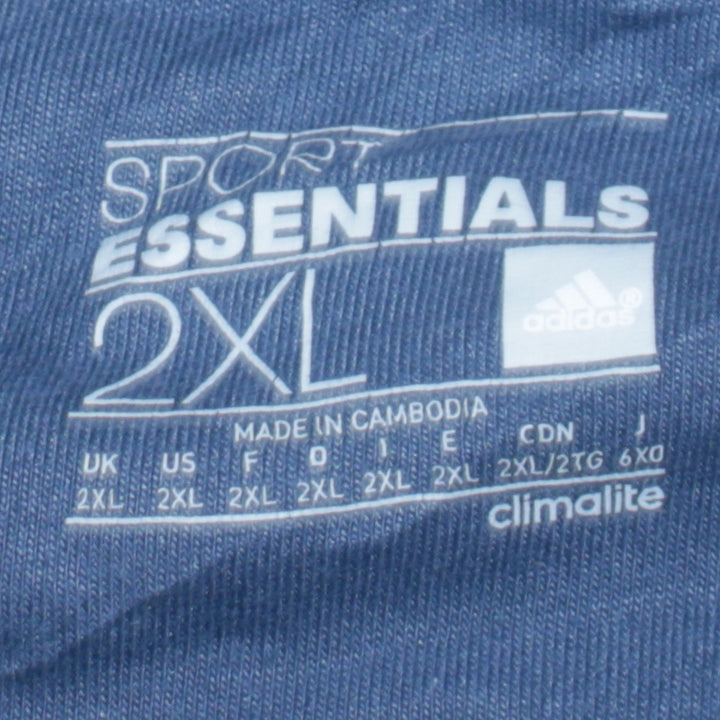 SPORT
ESSENTIALS
2XL
adidas®
MADE IN CAMBODIA
UK US F D I E CDN J
2XL 2XL 2XL 2XL 2XL 2XL 2XL/2TG 6XO
climalite